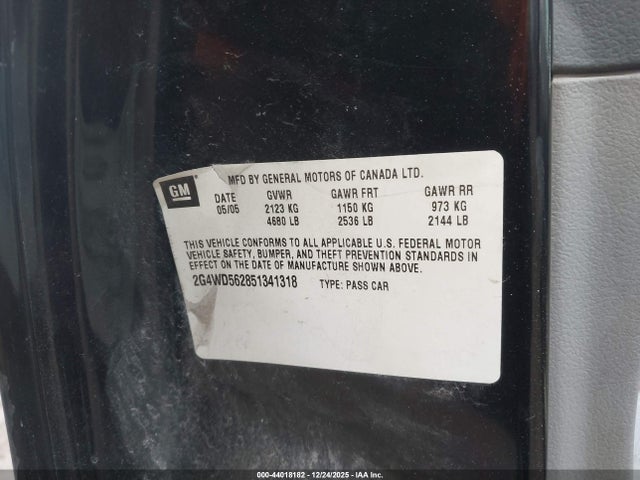 GM
MFD BY GENERAL MOTORS OF CANADA LTD.
DATE GVWR GAWR FRT GAWR RR
05/05 2123 KG 1150 KG 973 KG
4680 LB 2536 LB 2144 LB
THIS VEHICLE CONFORMS TO ALL APPLICABLE U.S. FEDERAL MOTOR
VEHICLE SAFETY, BUMPER, AND THEFT PREVENTION STANDARDS IN
EFFECT ON THE DATE OF MANUFACTURE SHOWN ABOVE.
2G4WD562851341318 TYPE: PASS CAR
000-44018182 • 12/24/2025 • IAA Inc.